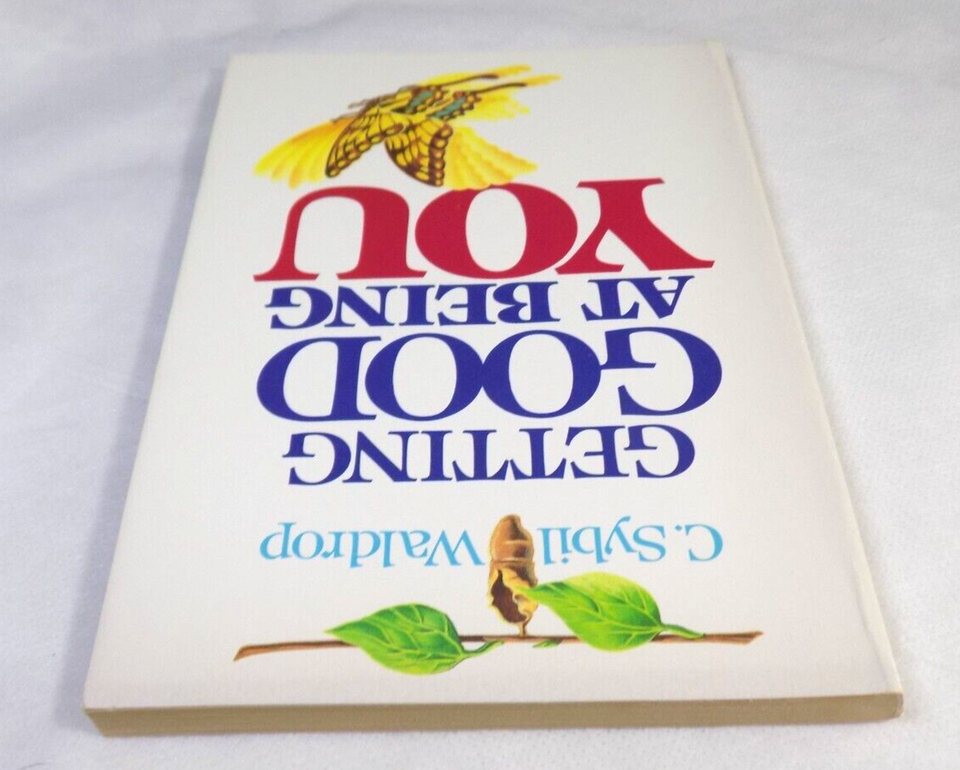 C. Sybil Waldrop
GETTING
GOOD
AT BEING
YOU